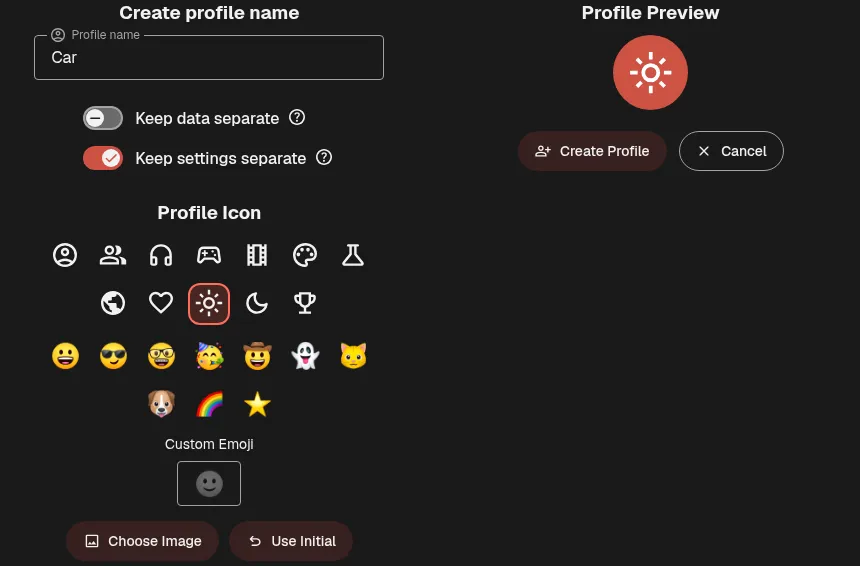 Create profile name
Profile name
Car
Keep data separate
Keep settings separate
Profile Icon
Custom Emoji
Choose Image
Use Initial
Profile Preview
Create Profile
Cancel